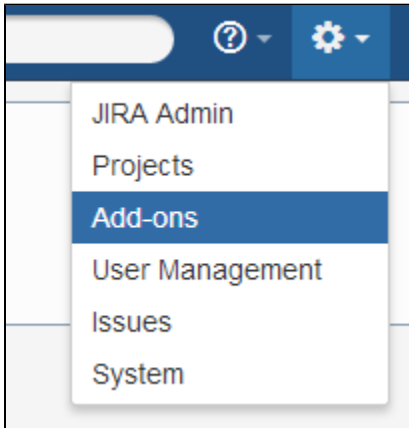 JIRA Admin
Projects
Add-ons
User Management
Issues
System